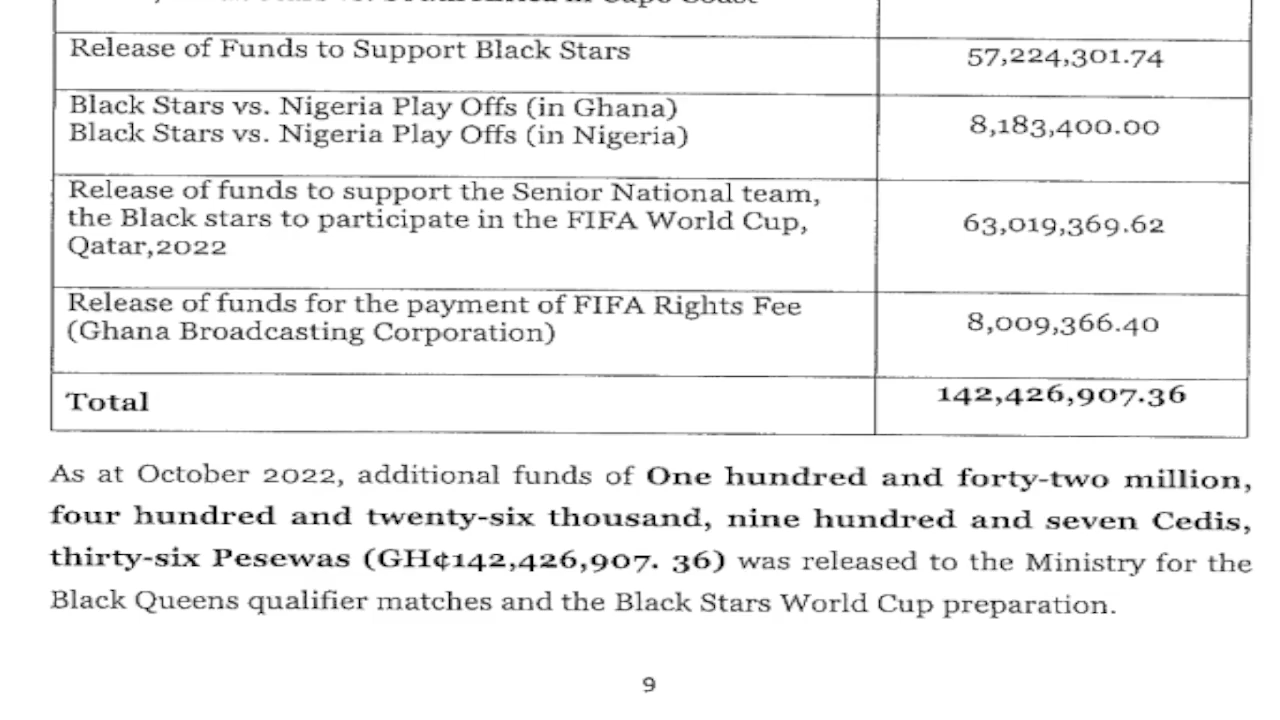 Release of Funds to Support Black Stars
57,224,301.74
Black Stars vs. Nigeria Play Offs (in Ghana)
Black Stars vs. Nigeria Play Offs (in Nigeria)
8,183,400.00
Release of funds to support the Senior National team,
the Black stars to participate in the FIFA World Cup,
Qatar,2022
63,019,369.62
Release of funds for the payment of FIFA Rights Fee
(Ghana Broadcasting Corporation)
8,009,366.40
Total
142,426,907.36
As at October 2022, additional funds of One hundred and forty-two million,
four hundred and twenty-six thousand, nine hundred and seven Cedis,
thirty-six Pesewas (GH¢142,426,907. 36) was released to the Ministry for the
Black Queens qualifier matches and the Black Stars World Cup preparation.
9